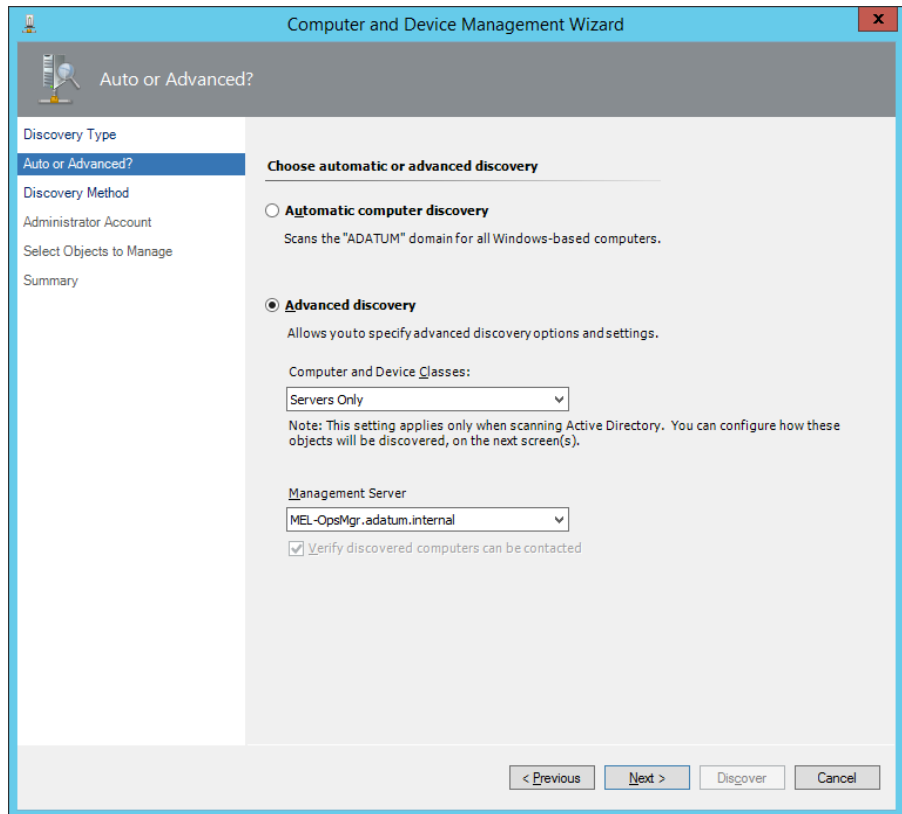 Computer and Device Management Wizard
x
Auto or Advanced?
Discovery Type
Auto or Advanced?
Discovery Method
Administrator Account
Select Objects to Manage
Summary
Choose automatic or advanced discovery
Automatic computer discovery
Scans the "ADATUM" domain for all Windows-based computers.
Advanced discovery
Allows youto specify advanced discovery options and settings.
Computer and Device Classes:
Servers Only
Note: This setting applies only when scanning Active Directory. You can configure how these
objects will be discovered, on the next screen(s).
Management Server
MEL-OpsMgr.adatum.internal
Verify discovered computers can be contacted
< Previous
Next >
Discover
Cancel